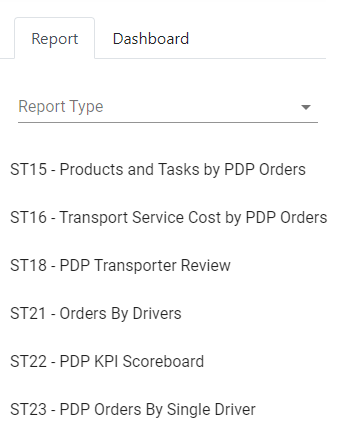 Report
Dashboard
Report Type
ST15 - Products and Tasks by PDP Orders
ST16 - Transport Service Cost by PDP Orders
ST18 - PDP Transporter Review
ST21 - Orders By Drivers
ST22 - PDP KPI Scoreboard
ST23 - PDP Orders By Single Driver